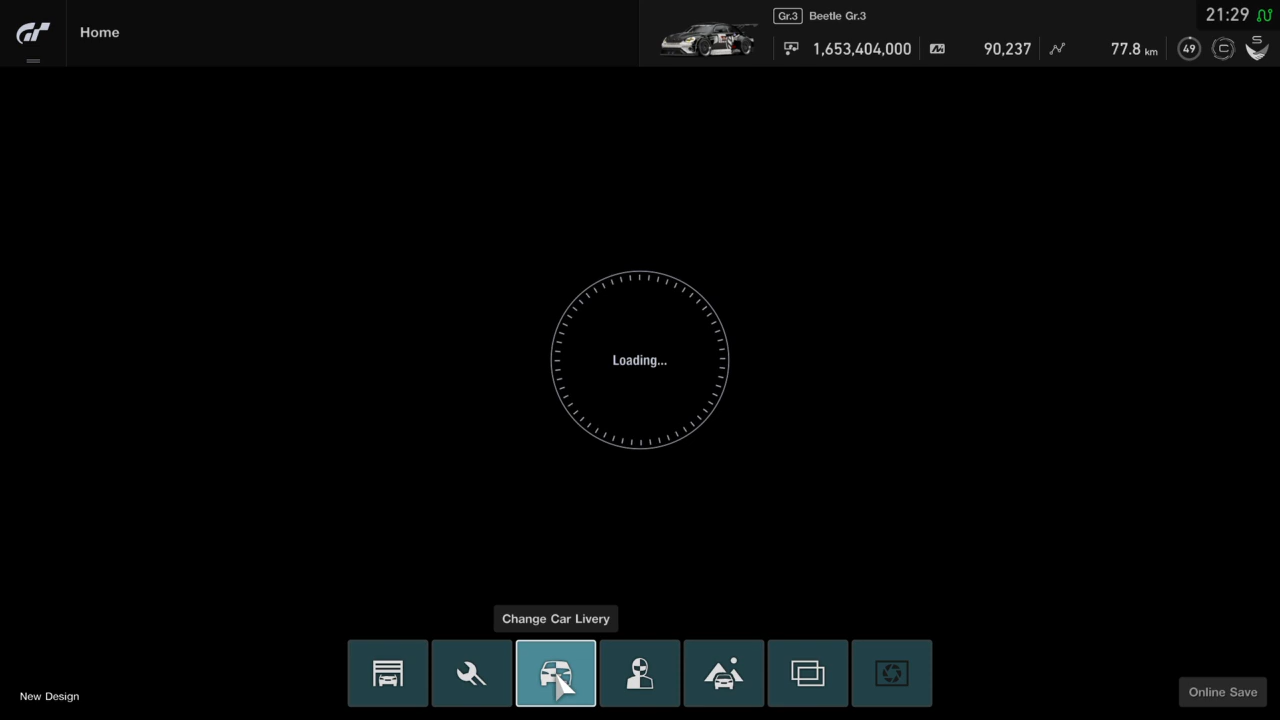 Home
Gr.3 Beetle Gr.3
1,653,404,000 90,237 77.8 km
21:29
49 C S
Loading...
Change Car Livery
New Design
Online Save